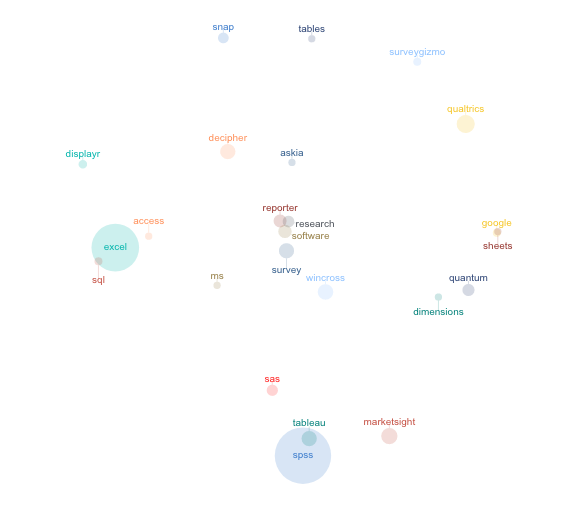 snap
tables
surveygizmo
qualtrics
decipher
askia
displayr
reporter
access
research
google
software
excel
sheets
survey
ms
wincross
quantum
sql
dimensions
sas
tableau
marketsight
spss